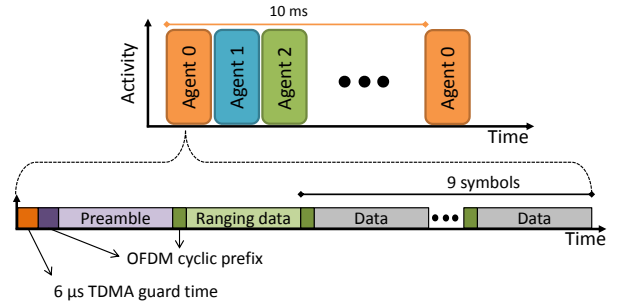 10 ms
Activity
Agent 0
Agent 1
Agent 2
Agent 0
Time
9 symbols
Preamble
Ranging data
Data
Data
Time
OFDM cyclic prefix
6 µs TDMA guard time